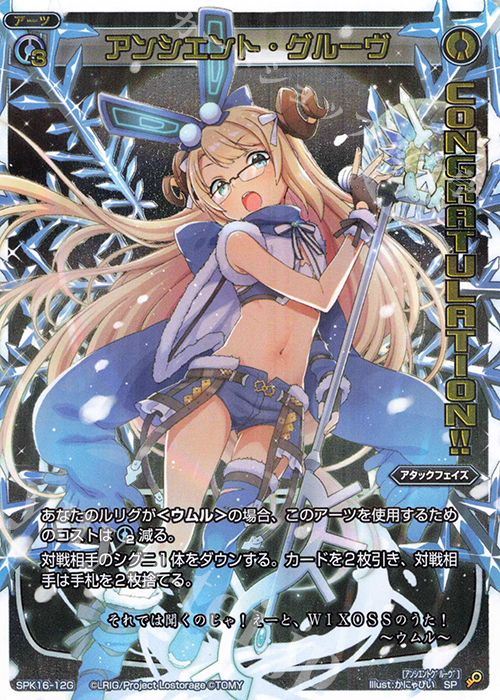 アーツ
アンシエント・グルーヴ
3
CONGRATULATION!!
アタックフェイズ
あなたのルリグが<ウムル>の場合、このアーツを使用するため
のコストは2減る。
対戦相手のシグニ1体をダウンする。カードを2枚引き、対戦相
手は手札を2枚捨てる。
それでは聞くのじゃ!えーと、WIXOSSのうた!
~ウムル~
[アンシエントグルーヴ]
SPK16-12G ©LRIG/Project Lostorage ©TOMY Illust:かにゃぴぃ SP